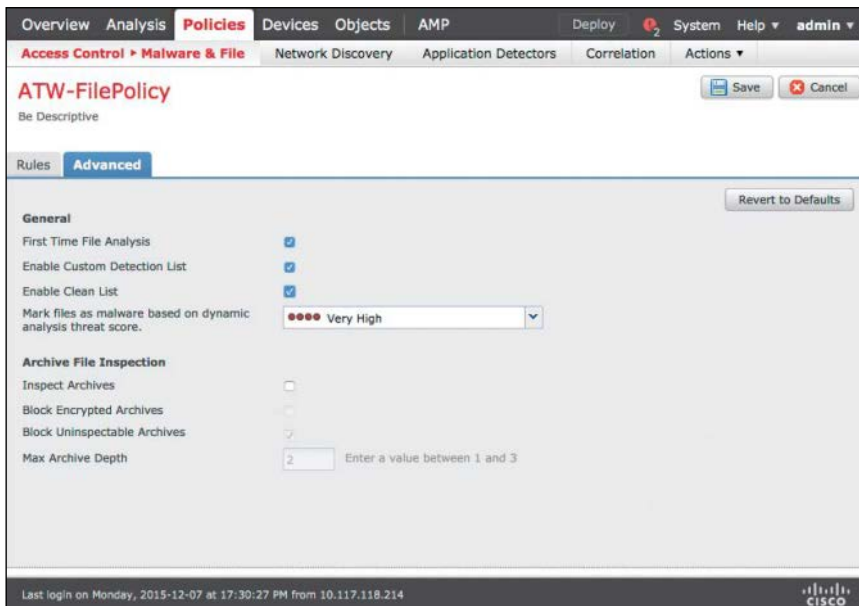 Overview Analysis Policies Devices Objects AMP Deploy 2 System Help ▾ admin ▾
Access Control ▸ Malware & File Network Discovery Application Detectors Correlation Actions ▾
ATW-FilePolicy
Save Cancel
Be Descriptive
Rules Advanced
Revert to Defaults
General
First Time File Analysis
Enable Custom Detection List
Enable Clean List
Mark files as malware based on dynamic
analysis threat score.
Very High
Archive File Inspection
Inspect Archives
Block Encrypted Archives
Block Uninspectable Archives
Max Archive Depth 2 Enter a value between 1 and 3
Last login on Monday, 2015-12-07 at 17:30:27 PM from 10.117.118.214
CISCO